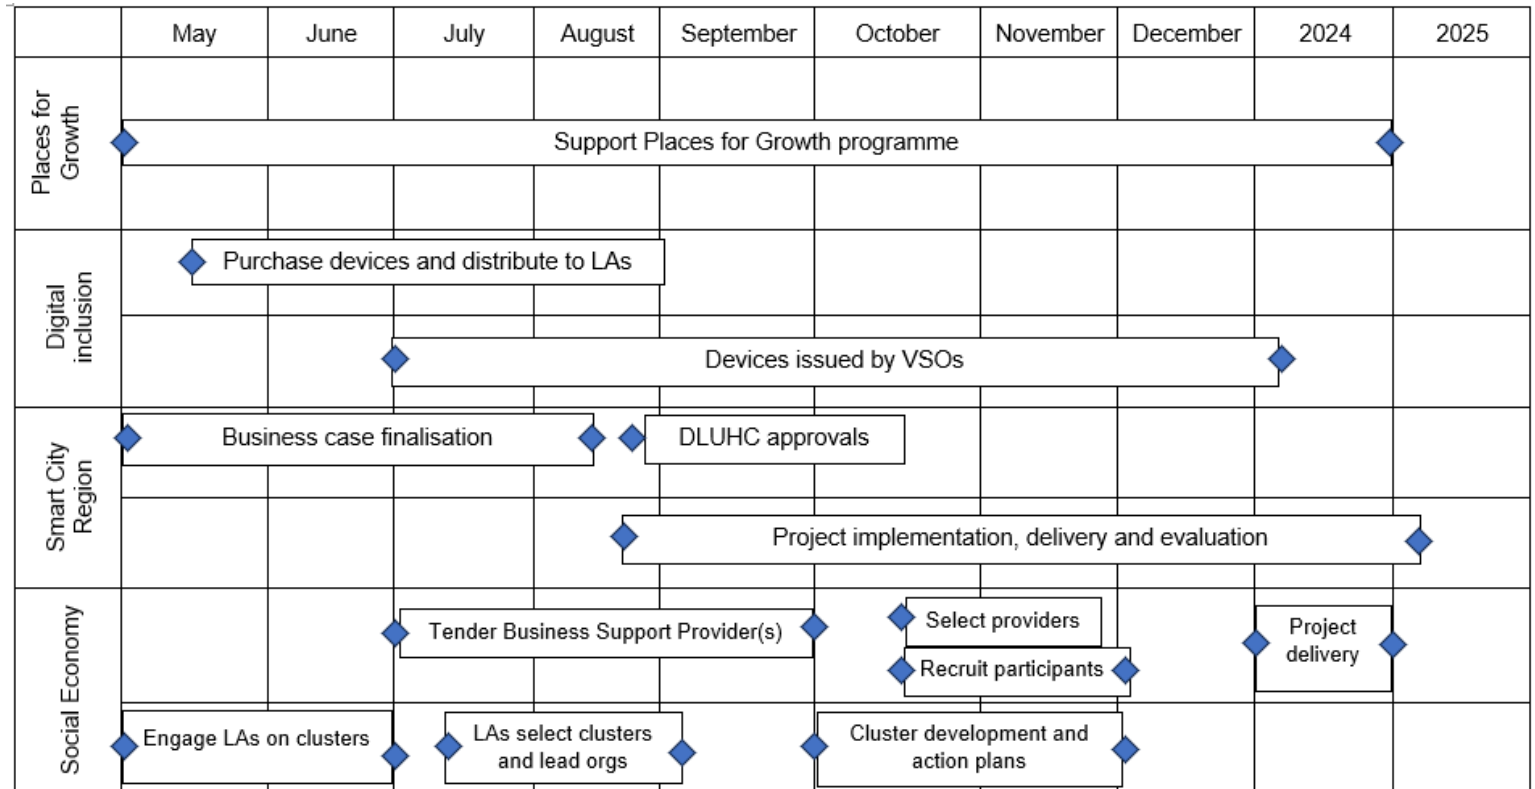 May June July August September October November December 2024 2025
Places for
Growth
Support Places for Growth programme
Digital
inclusion
Purchase devices and distribute to LAs
Devices issued by VSOs
Smart City
Region
Business case finalisation
DLUHC approvals
Project implementation, delivery and evaluation
Social Economy
Tender Business Support Provider(s)
Select providers
Recruit participants
Project
delivery
Engage LAs on clusters
LAs select clusters
and lead orgs
Cluster development and
action plans